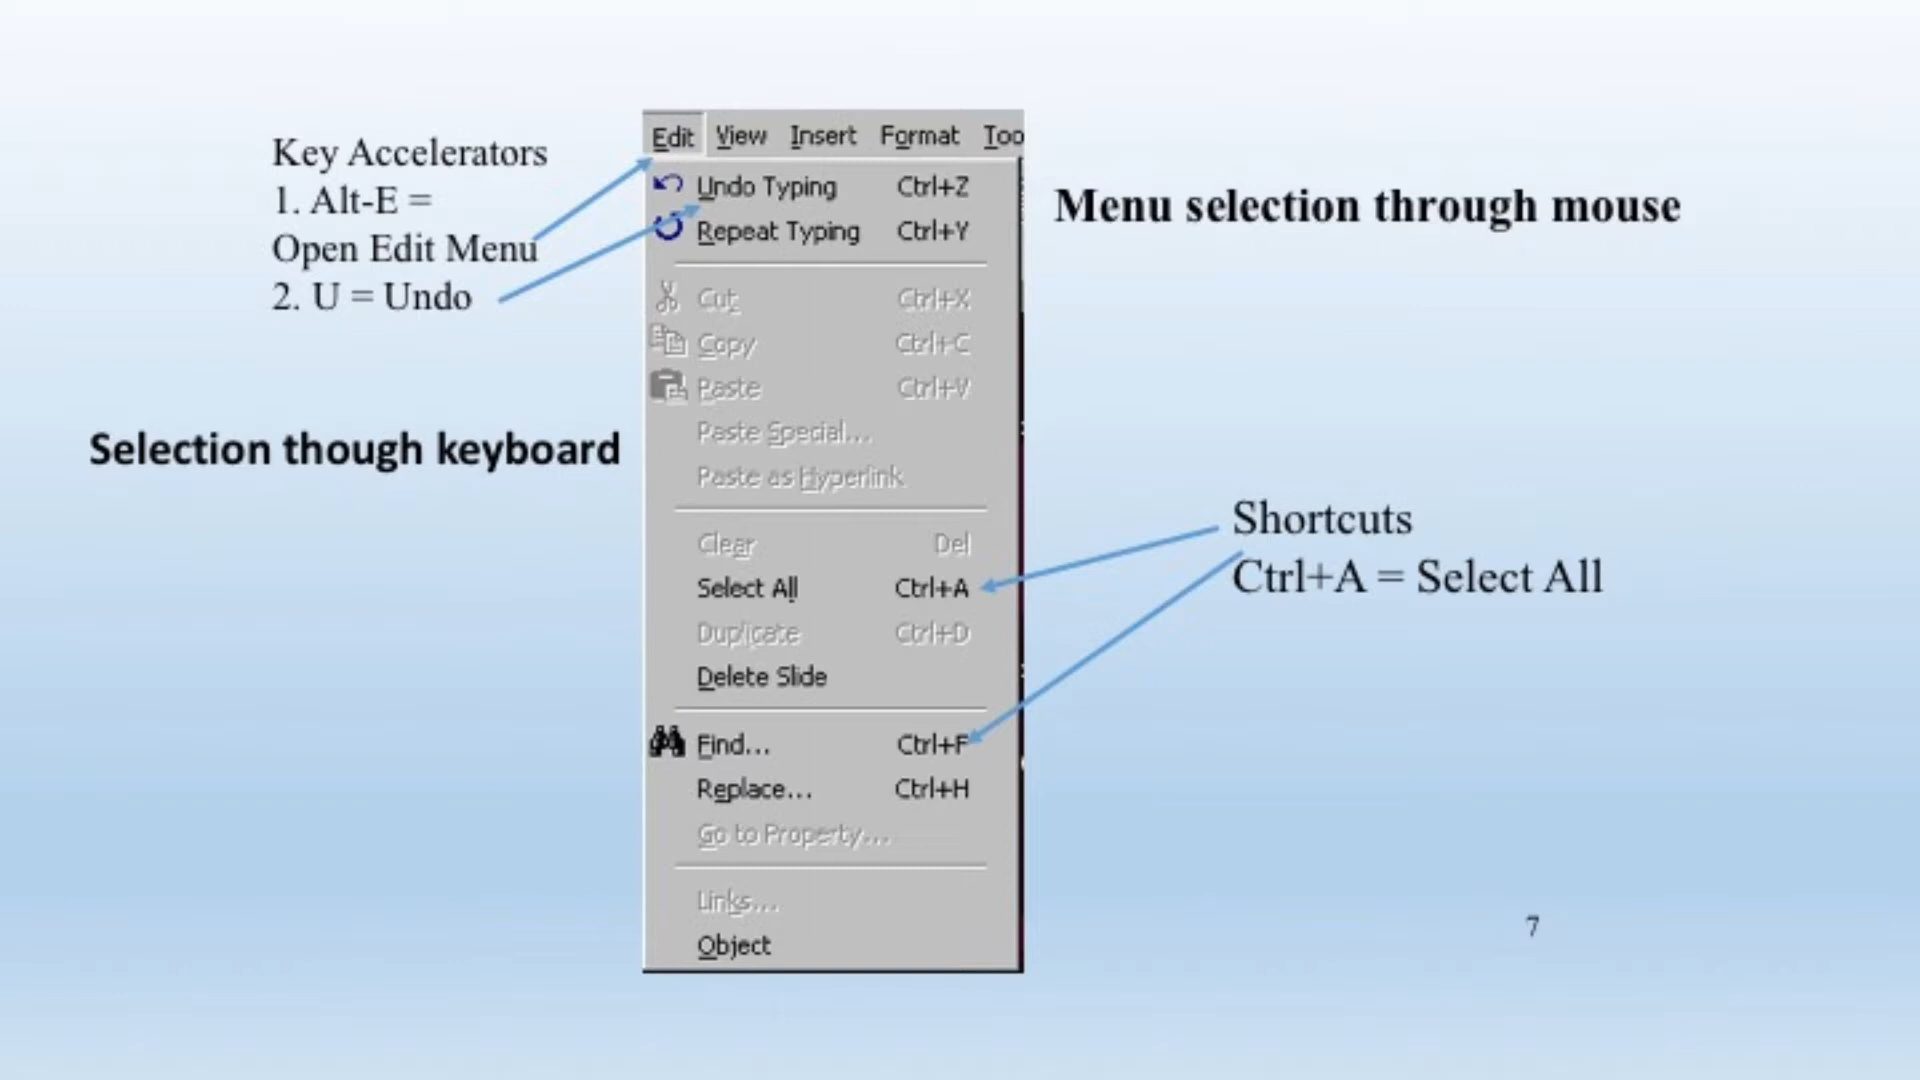 Key Accelerators
1. Alt-E =
Open Edit Menu
2. U = Undo
Selection though keyboard
Edit View Insert Format Too
Undo Typing Ctrl+Z
Repeat Typing Ctrl+Y
Cut Ctrl+X
Copy Ctrl+C
Paste Ctrl+V
Paste Special...
Paste as Hyperlink
Clear Del
Select All Ctrl+A
Duplicate Ctrl+D
Delete Slide
Find... Ctrl+F
Replace... Ctrl+H
Go to Property...
Links...
Object
Menu selection through mouse
Shortcuts
Ctrl+A = Select All
7